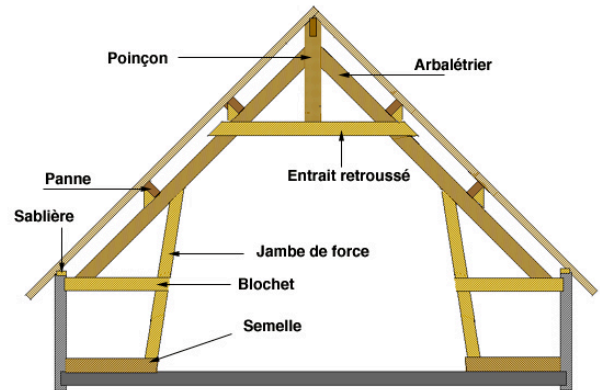 Poinçon
Arbalétrier
Entrait retroussé
Panne
Sablière
Jambe de force
Blochet
Semelle